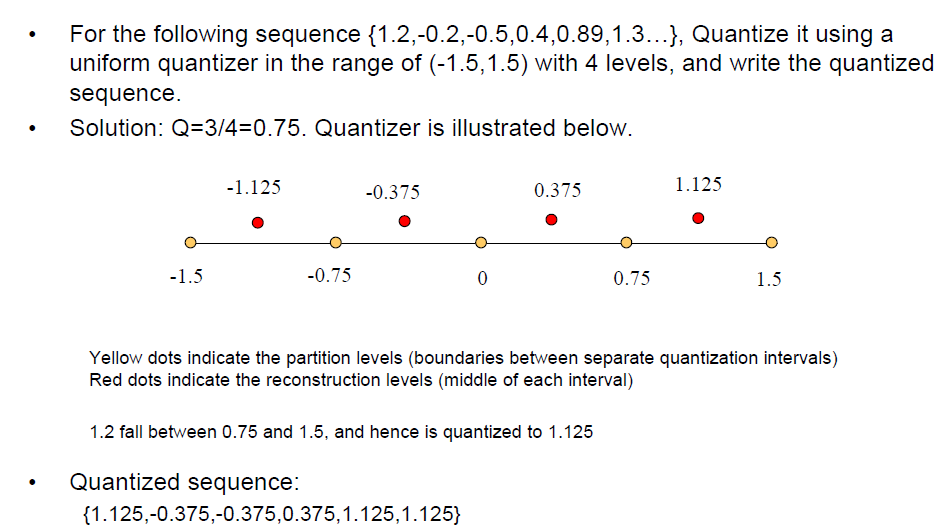 • For the following sequence {1.2,-0.2,-0.5,0.4,0.89,1.3...}, Quantize it using a
uniform quantizer in the range of (-1.5,1.5) with 4 levels, and write the quantized
sequence.
• Solution: Q=3/4=0.75. Quantizer is illustrated below.
-1.125 -0.375 0.375 1.125
-1.5 -0.75 0 0.75 1.5
Yellow dots indicate the partition levels (boundaries between separate quantization intervals)
Red dots indicate the reconstruction levels (middle of each interval)
1.2 fall between 0.75 and 1.5, and hence is quantized to 1.125
• Quantized sequence:
{1.125,-0.375,-0.375,0.375,1.125,1.125}